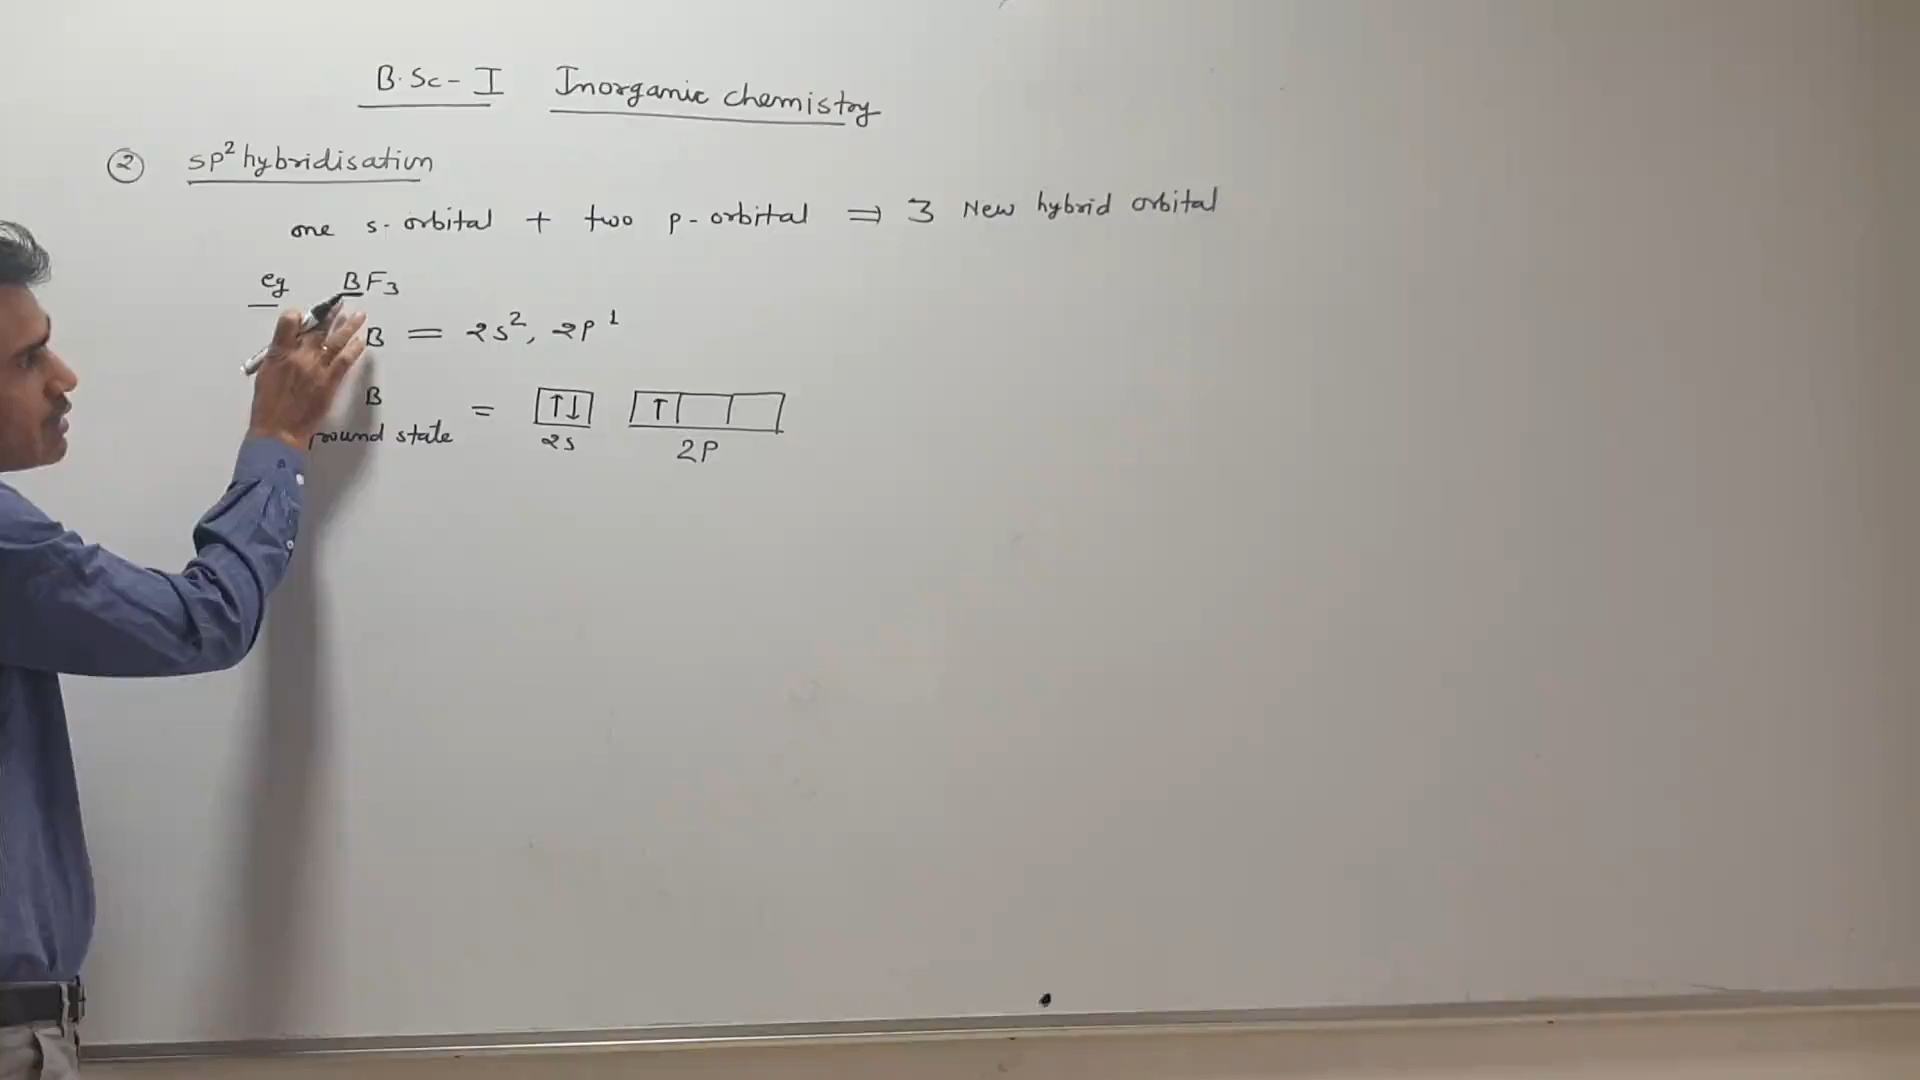 B.Sc-I Inorganic chemistry
② sp² hybridisation
one s-orbital + two p-orbital ⇒ 3 New hybrid orbital
eg BF₃
B = 2s², 2p¹
B
state = ↑↓ ↑
2s 2P